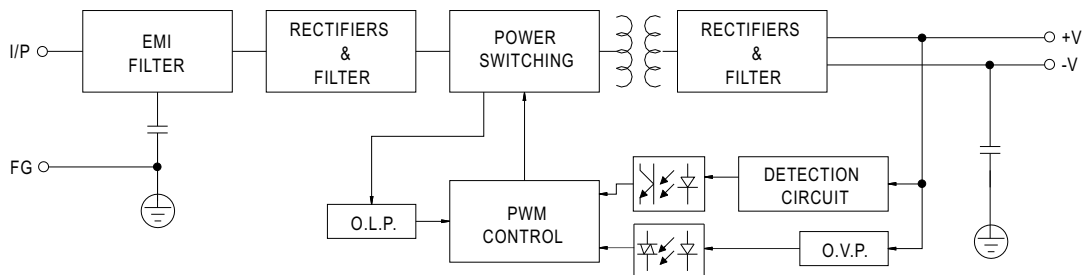 I/P
EMI
FILTER
RECTIFIERS
&
FILTER
POWER
SWITCHING
RECTIFIERS
&
FILTER
+V
-V
FG
O.L.P.
PWM
CONTROL
DETECTION
CIRCUIT
O.V.P.